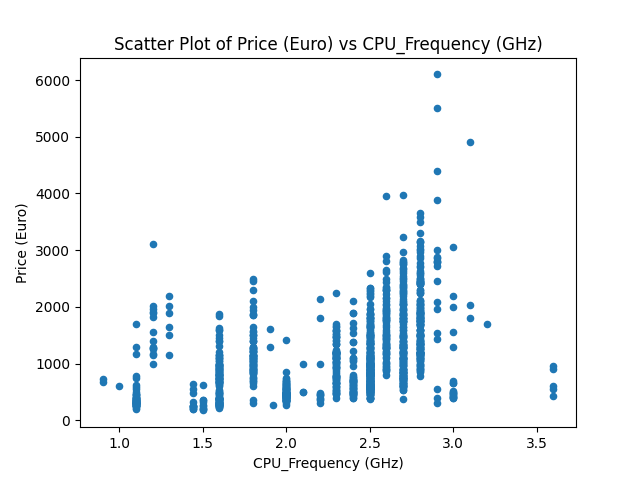 Scatter Plot of Price (Euro) vs CPU_Frequency (GHz)
6000
5000
4000
3000
2000
1000
0
Price (Euro)
1.0 1.5 2.0 2.5 3.0 3.5
CPU_Frequency (GHz)